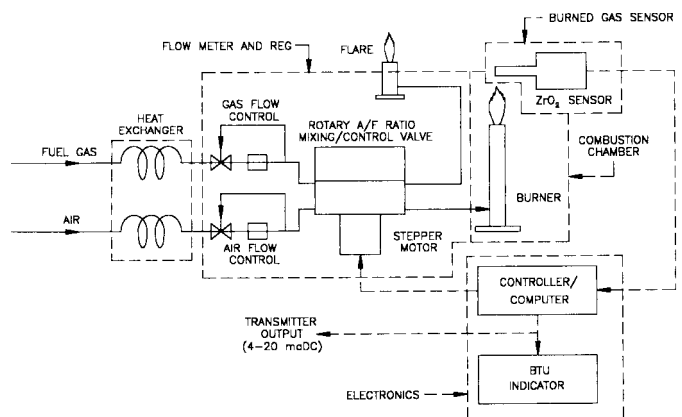 BURNED GAS SENSOR
FLOW METER AND REG
FLARE
ZrO₂ SENSOR
HEAT
EXCHANGER
GAS FLOW
CONTROL
ROTARY A/F RATIO
MIXING/CONTROL VALVE
COMBUSTION
CHAMBER
FUEL GAS
BURNER
AIR
AIR FLOW
CONTROL
STEPPER
MOTOR
CONTROLLER/
COMPUTER
TRANSMITTER
OUTPUT
(4-20 maDC)
BTU
INDICATOR
ELECTRONICS